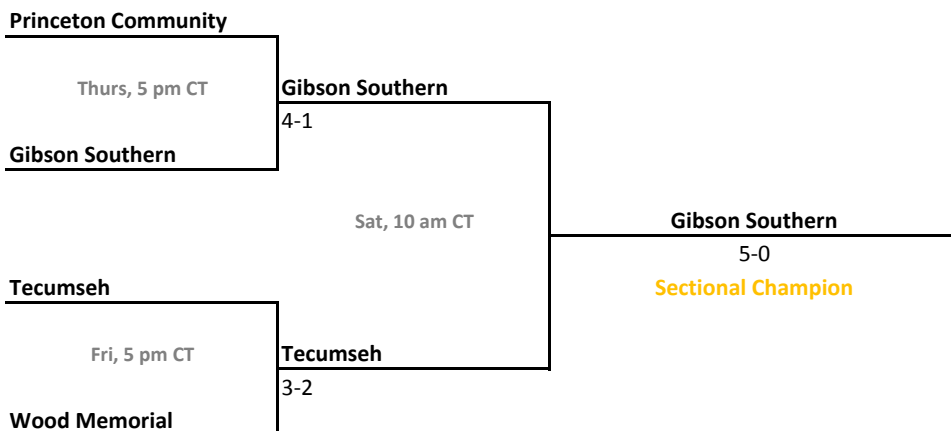 Princeton Community
Thurs, 5 pm CT
Gibson Southern
4-1
Gibson Southern
Sat, 10 am CT
Gibson Southern
5-0
Sectional Champion
Tecumseh
Fri, 5 pm CT
Tecumseh
3-2
Wood Memorial